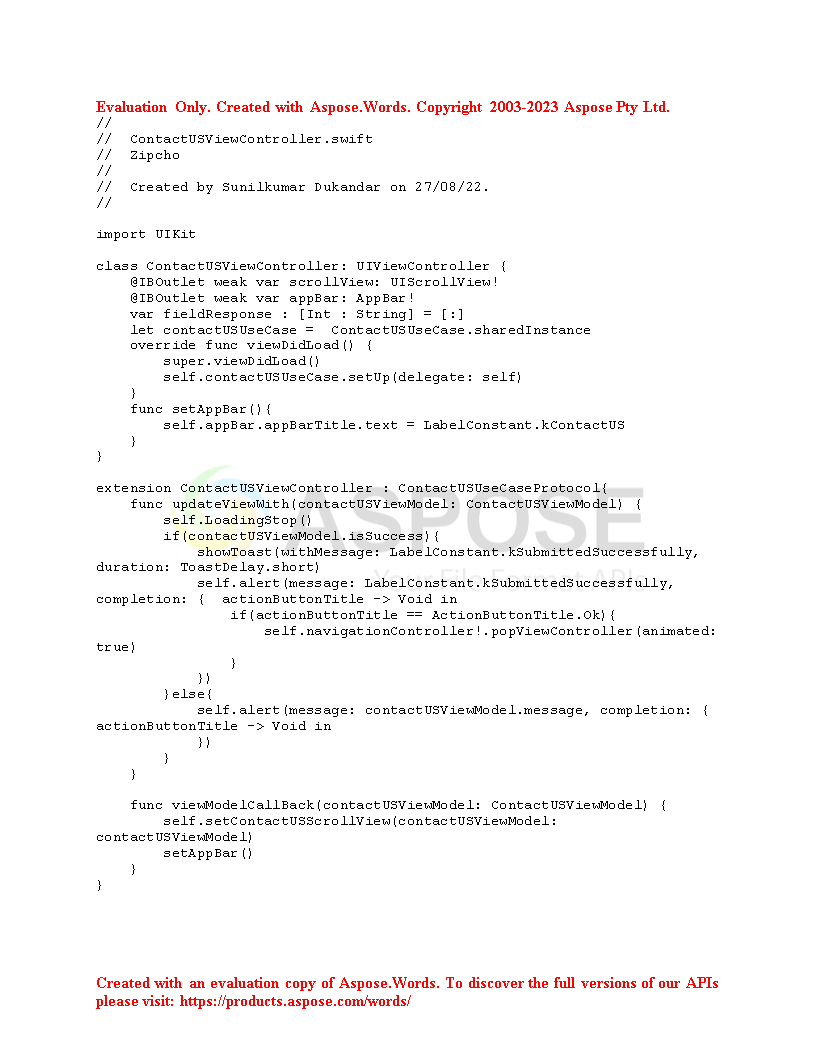 Evaluation Only. Created with Aspose.Words. Copyright 2003-2023 Aspose Pty Ltd.
//
//  ContactUSViewController.swift
//  Zipcho
//
//  Created by Sunilkumar Dukandar on 27/08/22.
//
import UIKit
class ContactUSViewController: UIViewController {
    @IBOutlet weak var scrollView: UIScrollView!
    @IBOutlet weak var appBar: AppBar!
    var fieldResponse : [Int : String] = [:]
    let contactUSUseCase =  ContactUSUseCase.sharedInstance
    override func viewDidLoad() {
        super.viewDidLoad()
        self.contactUSUseCase.setUp(delegate: self)
    }
    func setAppBar(){
        self.appBar.appBarTitle.text = LabelConstant.kContactUS
    }
}
extension ContactUSViewController : ContactUSUseCaseProtocol{
    func updateViewWith(contactUSViewModel: ContactUSViewModel) {
        self.LoadingStop()
        if(contactUSViewModel.isSuccess){
            showToast(withMessage: LabelConstant.kSubmittedSuccessfully,
duration: ToastDelay.short)
            self.alert(message: LabelConstant.kSubmittedSuccessfully,
completion: {  actionButtonTitle -> Void in
                if(actionButtonTitle == ActionButtonTitle.Ok){
                    self.navigationController!.popViewController(animated:
true)
                }
            })
        }else{
            self.alert(message: contactUSViewModel.message, completion: {
actionButtonTitle -> Void in
            })
        }
    }
    func viewModelCallBack(contactUSViewModel: ContactUSViewModel) {
        self.setContactUSScrollView(contactUSViewModel:
contactUSViewModel)
        setAppBar()
    }
}
ASPOSE
Your File Format APIs
Created with an evaluation copy of Aspose.Words. To discover the full versions of our APIs
please visit: https://products.aspose.com/words/